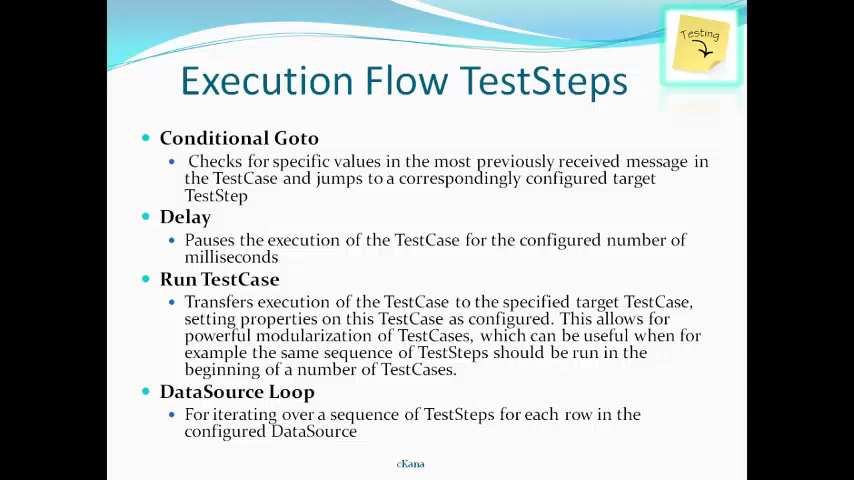 Testing
Execution Flow TestSteps
Conditional Goto
Checks for specific values in the most previously received message in
the TestCase and jumps to a correspondingly configured target
TestStep
Delay
Pauses the execution of the TestCase for the configured number of
milliseconds
Run TestCase
Transfers execution of the TestCase to the specified target TestCase,
setting properties on this TestCase as configured. This allows for
powerful modularization of TestCases, which can be useful when for
example the same sequence of TestSteps should be run in the
beginning of a number of TestCases.
DataSource Loop
For iterating over a sequence of TestSteps for each row in the
configured DataSource
cKana